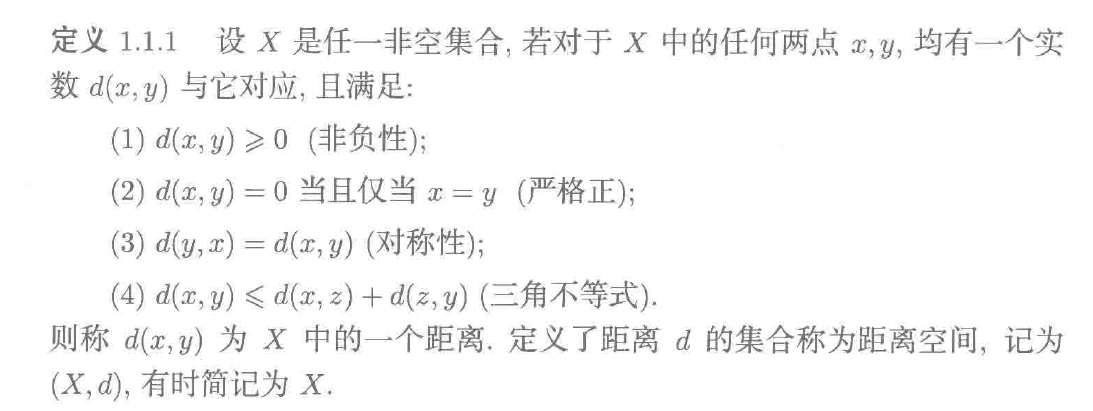 定义 1.1.1 设 X 是任一非空集合, 若对于 X 中的任何两点 x, y, 均有一个实
数 d(x, y) 与它对应, 且满足:
(1) d(x, y) ⩾ 0 (非负性);
(2) d(x, y) = 0 当且仅当 x = y (严格正);
(3) d(y, x) = d(x, y) (对称性);
(4) d(x, y) ⩽ d(x, z) + d(z, y) (三角不等式).
则称 d(x, y) 为 X 中的一个距离. 定义了距离 d 的集合称为距离空间, 记为
(X, d), 有时简记为 X.